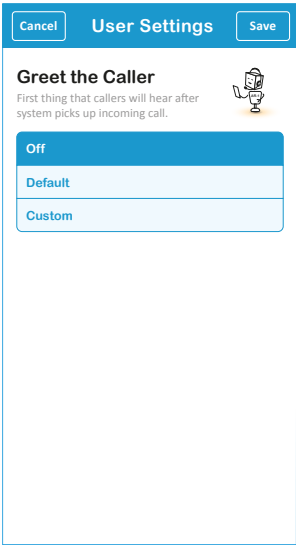 Cancel User Settings Save
Greet the Caller
First thing that callers will hear after
system picks up incoming call.
Off
Default
Custom